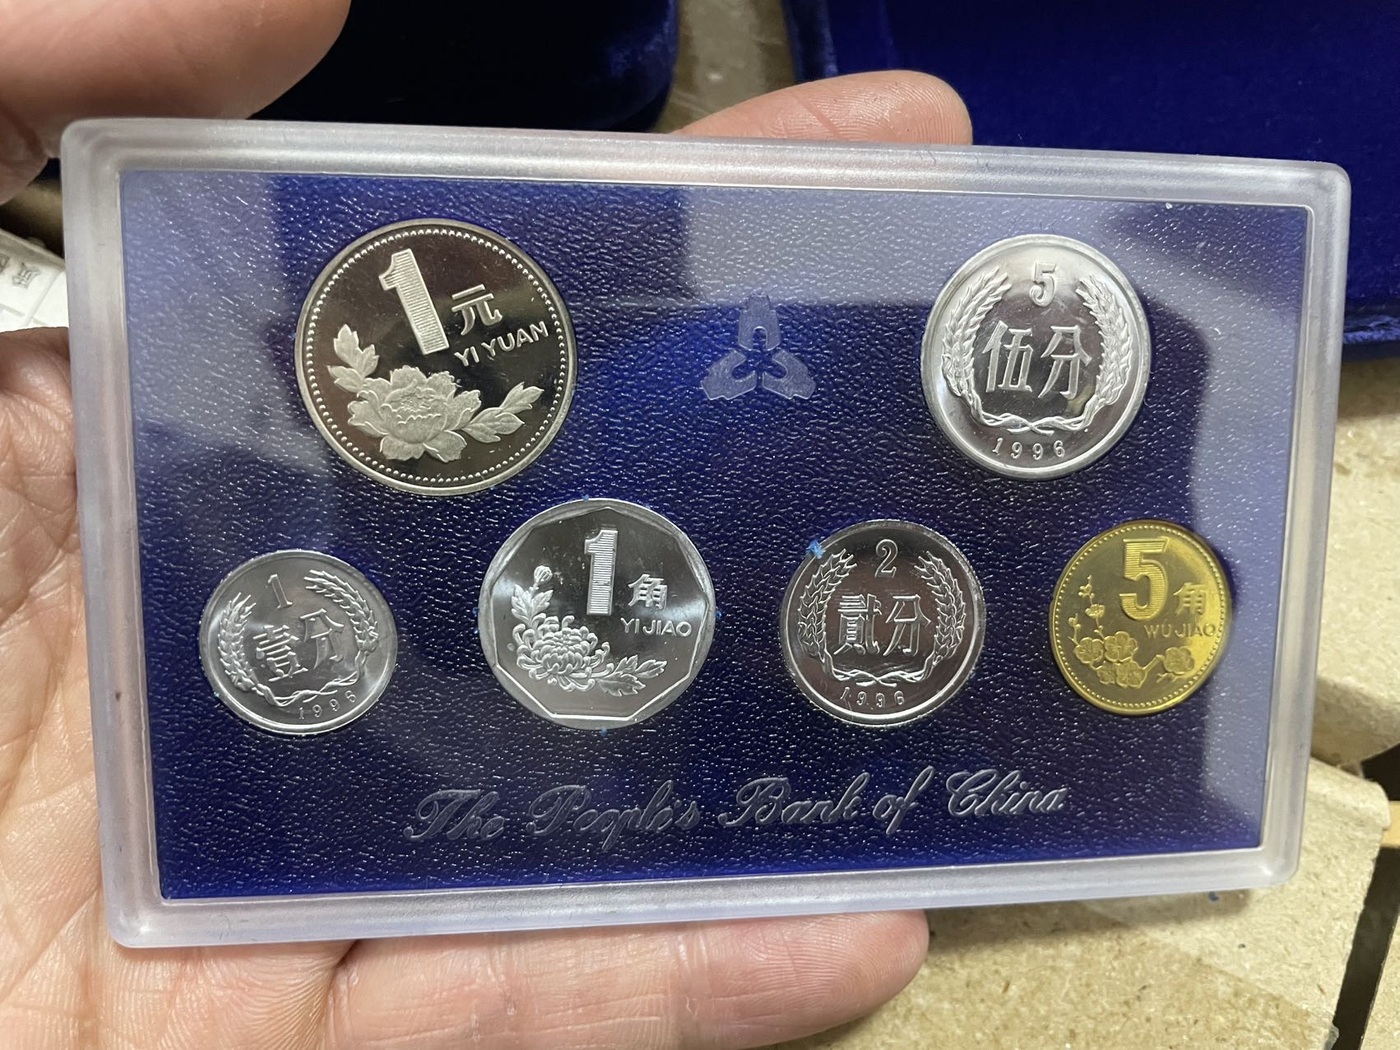 1元
YI YUAN
5
伍分
1996
1
壹分
1996
1角
YI JIAO
2
贰分
1996
5角
WU JIAO
The People's Bank of China